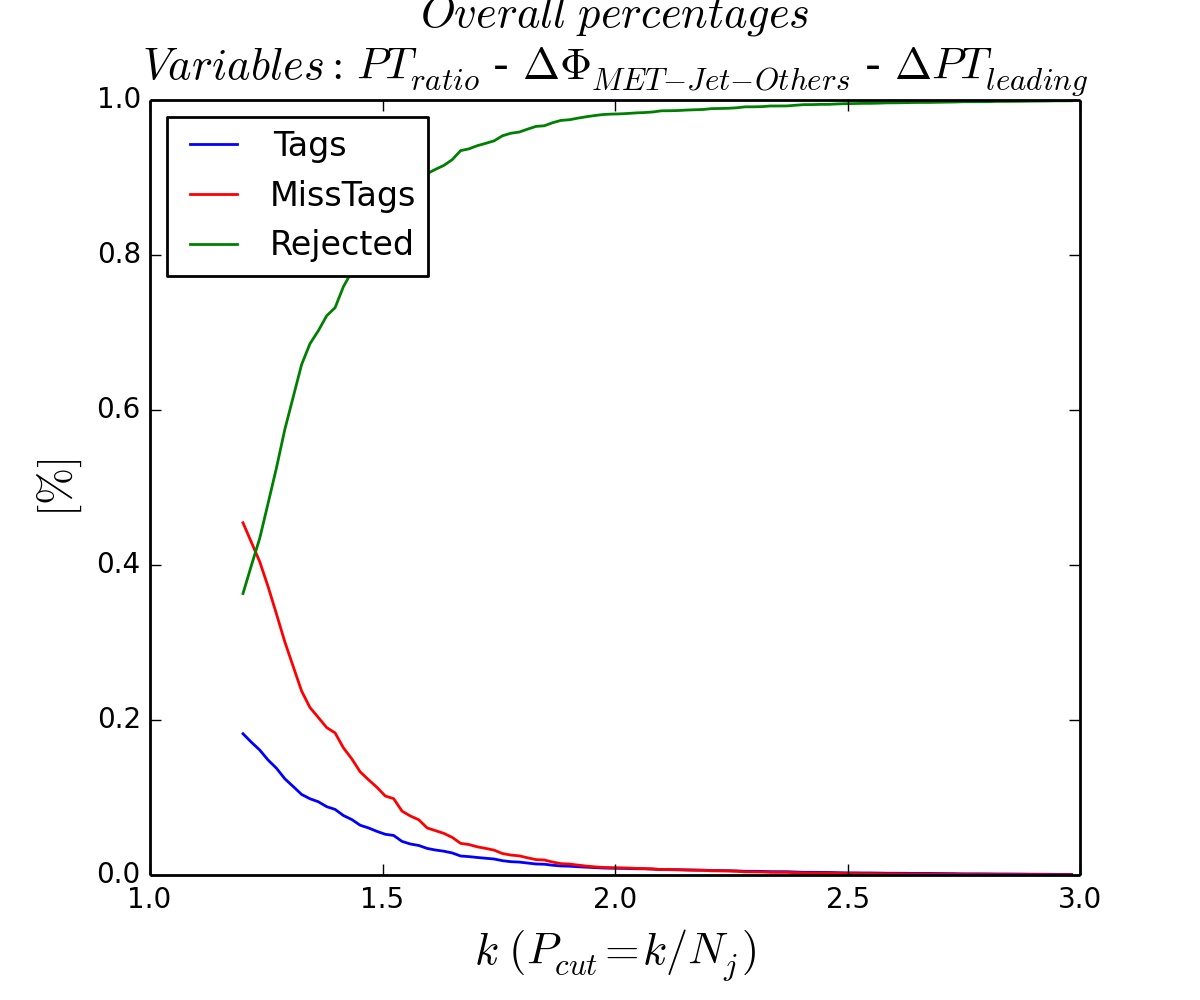 Overall percentages
Variables : PT_ratio - ΔΦ_MET−Jet−Others - ΔPT_leading
1.0
Tags
MissTags
Rejected
0.8
0.6
[%]
0.4
0.2
0.0
1.0 1.5 2.0 2.5 3.0
k (P_cut = k/N_j)